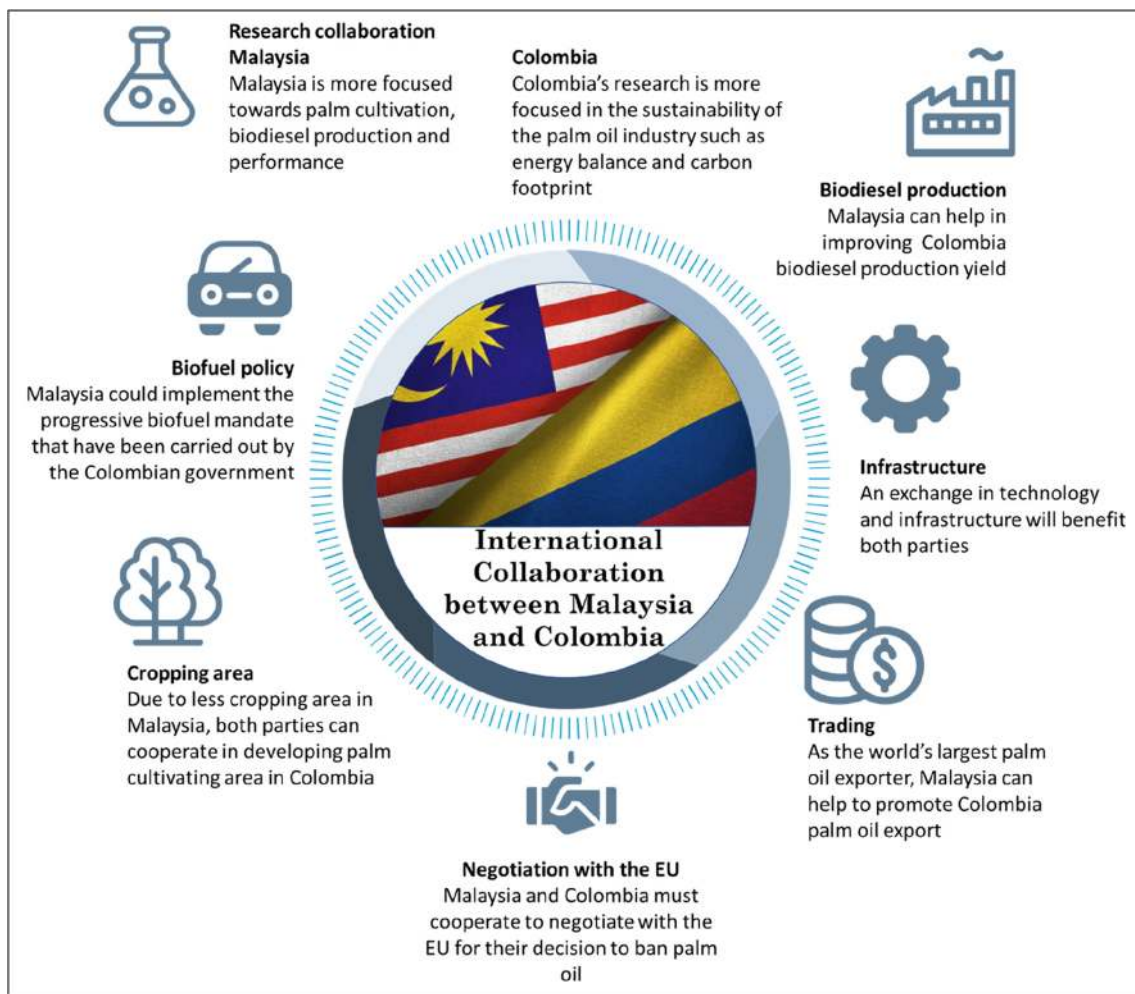 Research collaboration
Malaysia
Malaysia is more focused
towards palm cultivation,
biodiesel production and
performance
Colombia
Colombia's research is more
focused in the sustainability of
the palm oil industry such as
energy balance and carbon
footprint
Biodiesel production
Malaysia can help in
improving Colombia
biodiesel production yield
Biofuel policy
Malaysia could implement the
progressive biofuel mandate
that have been carried out by
the Colombian government
Infrastructure
An exchange in technology
and infrastructure will benefit
both parties
International
Collaboration
between Malaysia
and Colombia
Cropping area
Due to less cropping area in
Malaysia, both parties can
cooperate in developing palm
cultivating area in Colombia
$
Trading
As the world's largest palm
oil exporter, Malaysia can
help to promote Colombia
palm oil export
Negotiation with the EU
Malaysia and Colombia must
cooperate to negotiate with the
EU for their decision to ban palm
oil